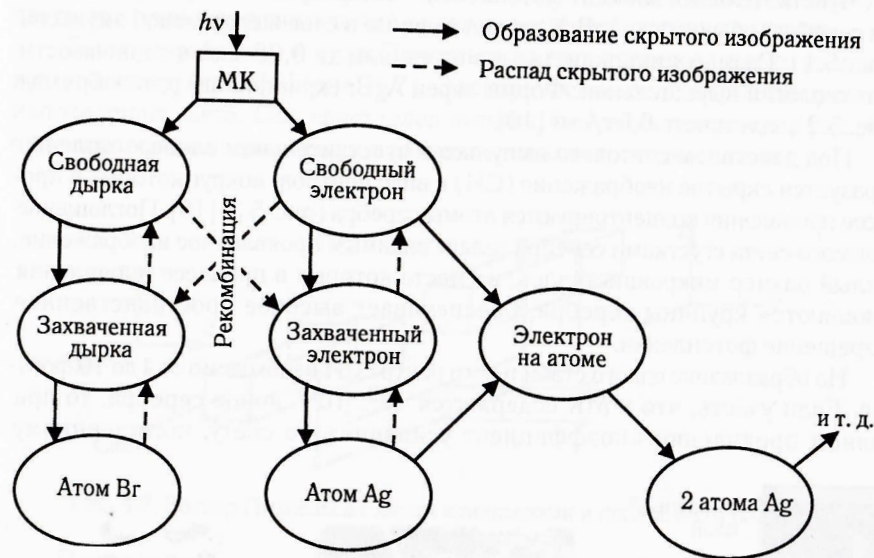 hν
Образование скрытого изображения
МК
Распад скрытого изображения
Свободная
дырка
Свободный
электрон
Рекомбинация
Захваченная
дырка
Захваченный
электрон
Электрон
на атоме
и т. д.
Атом Br
Атом Ag
2 атома Ag